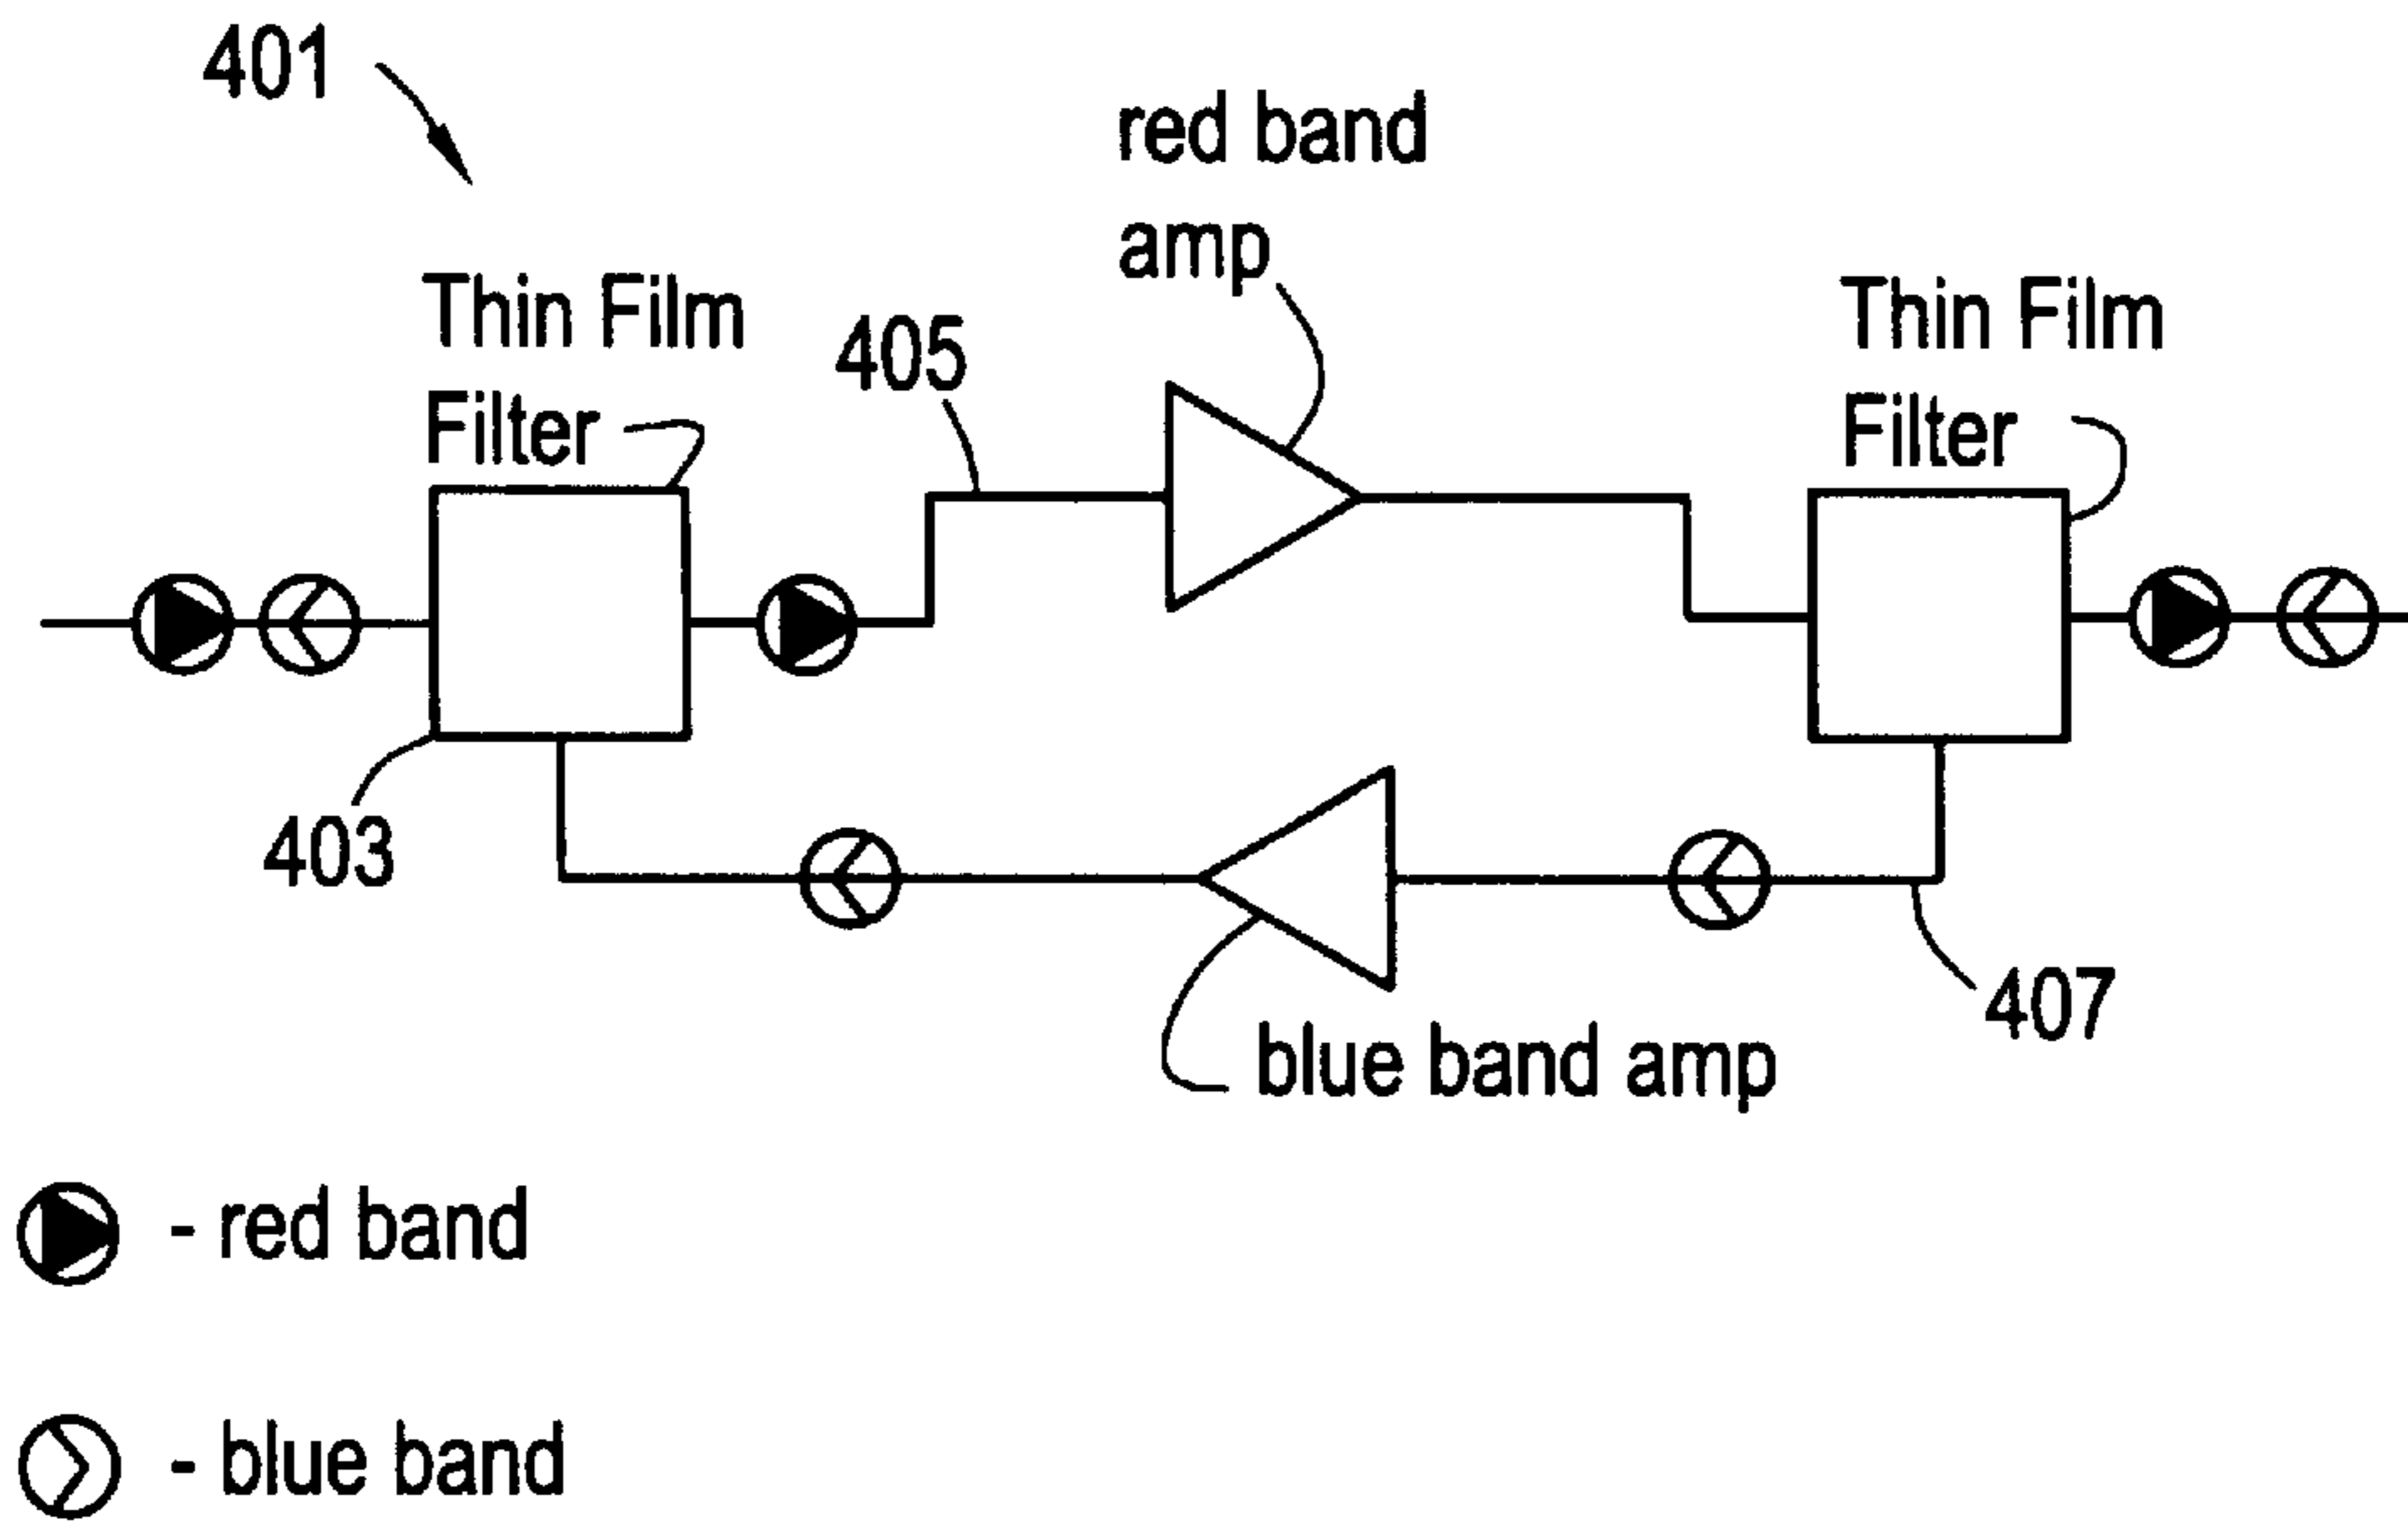 401
red band
amp
Thin Film
Filter
405
Thin Film
Filter
403
407
blue band amp
- red band
- blue band